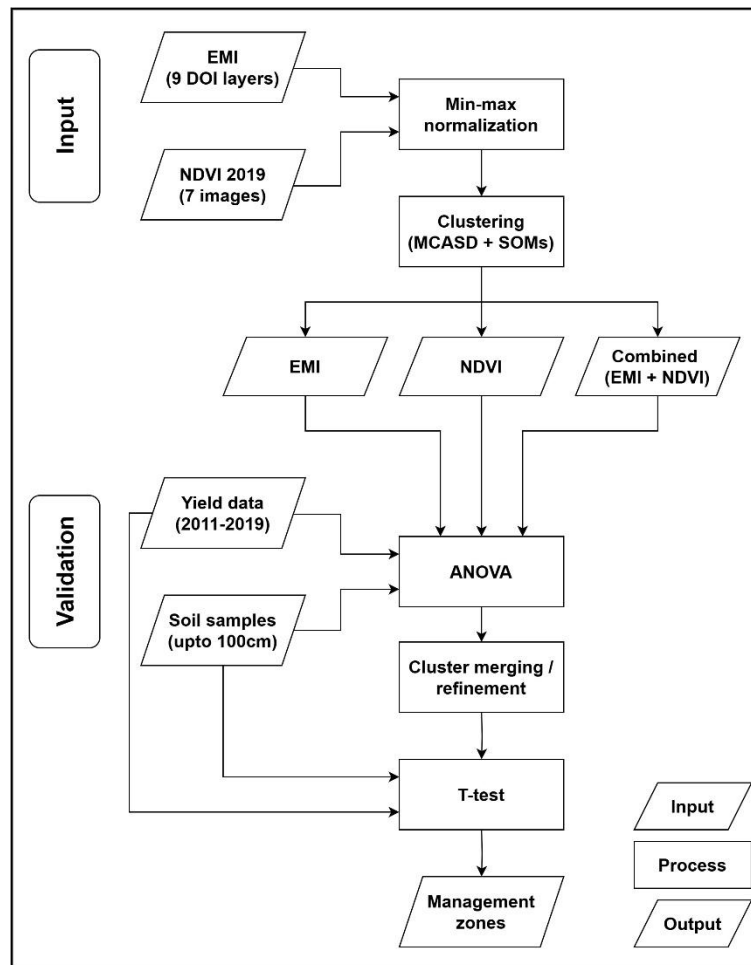 Input
EMI
(9 DOI layers)
NDVI 2019
(7 images)
Min-max
normalization
Clustering
(MCASD + SOMs)
EMI
NDVI
Combined
(EMI + NDVI)
Validation
Yield data
(2011-2019)
Soil samples
(upto 100cm)
ANOVA
Cluster merging /
refinement
T-test
Management
zones
Input
Process
Output